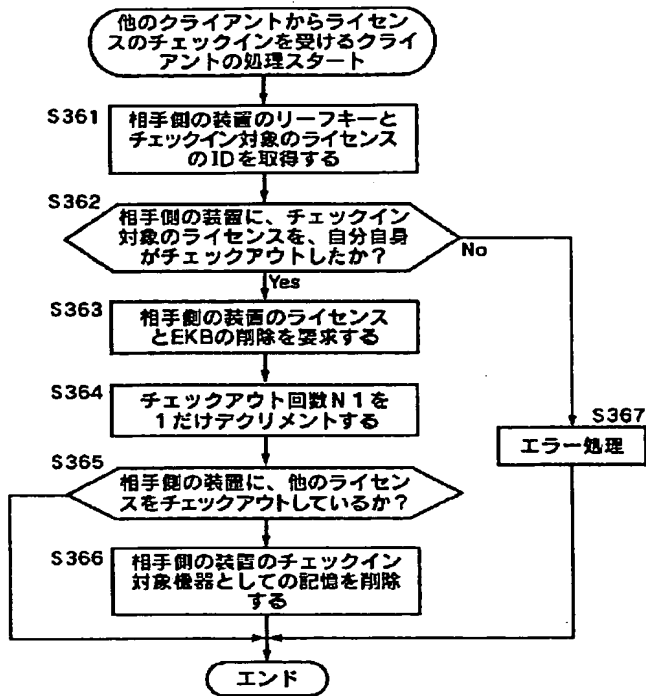 他のクライアントからライセン
スのチェックインを受けるクライ
アントの処理スタート
S361
相手側の装置のリーフキーと
チェックイン対象のライセンス
のIDを取得する
S362
相手側の装置に、チェックイン
対象のライセンスを、自分自身
がチェックアウトしたか?
No
Yes
S363
相手側の装置のライセンス
とEKBの削除を要求する
S364
チェックアウト回数N1を
1だけデクリメントする
S367
エラー処理
S365
相手側の装置に、他のライセン
スをチェックアウトしているか?
S366
相手側の装置のチェックイン
対象機器としての記憶を削除
する
エンド